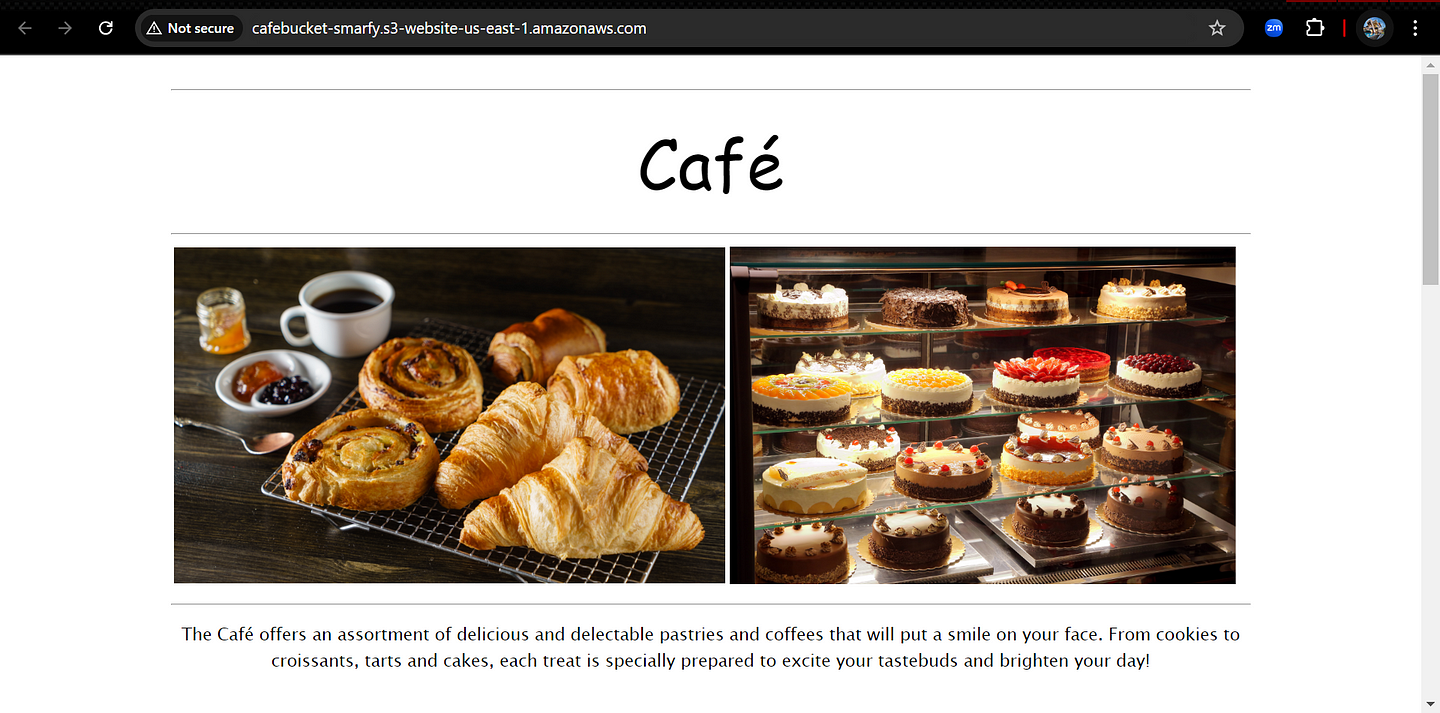 Not secure
cafebucket-smarfy.s3-website-us-east-1.amazonaws.com
zm
Café
The Café offers an assortment of delicious and delectable pastries and coffees that will put a smile on your face. From cookies to
croissants, tarts and cakes, each treat is specially prepared to excite your tastebuds and brighten your day!